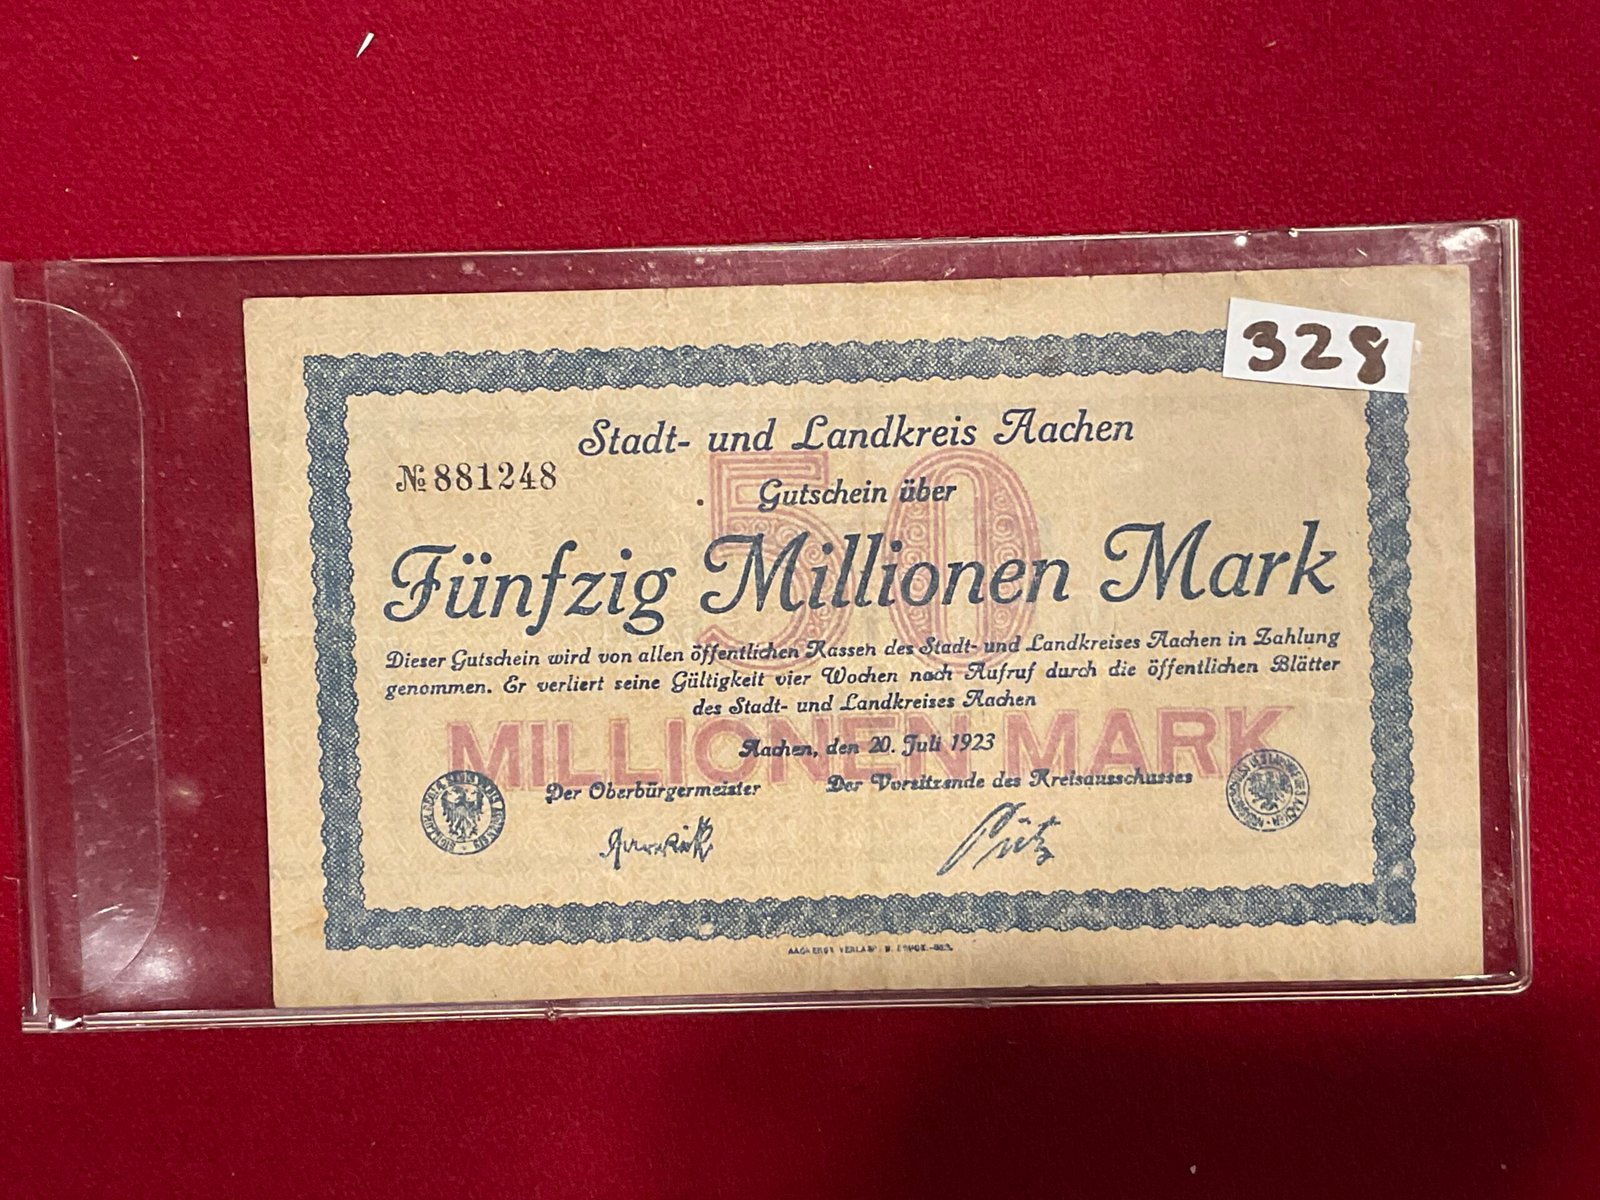 328
Stadt- und Landkreis Aachen
№ 881248
50
Gutschein über
Fünfzig Millionen Mark
Dieser Gutschein wird von allen öffentlichen Kassen des Stadt- und Landkreises Aachen in Zahlung
genommen. Er verliert seine Gültigkeit vier Wochen nach Aufruf durch die öffentlichen Blätter
des Stadt- und Landkreises Aachen
MILLIONEN MARK
Aachen, den 20. Juli 1923
Der Oberbürgermeister
Der Vorsitzende des Kreisausschusses